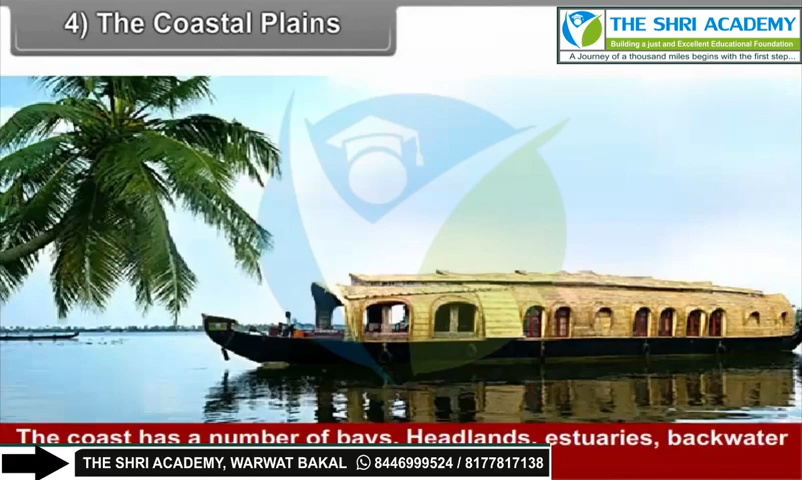 4) The Coastal Plains
THE SHRI ACADEMY
Building a just and Excellent Educational Foundation
A Journey of a thousand miles begins with the first step...
The coast has a number of bays, Headlands, estuaries, backwater
THE SHRI ACADEMY, WARWAT BAKAL 8446999524 / 8177817138